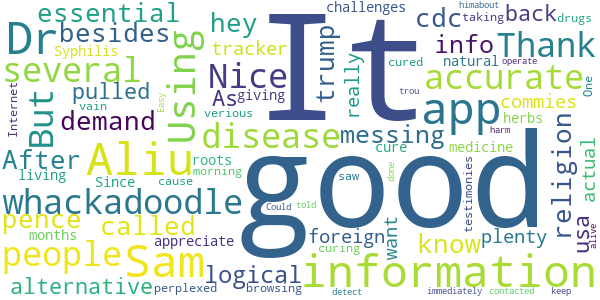 essential
Dr
besides
several
pulled
Syphilis
tracker
demand
But
Using
Internet
vain
Easy
After
Aliu
living
Since
whackadoodle
pence
called
months
people
Sam
alternative
perplexed
hey
Nice
As
giving
disease
roots
morning
cause
logical
appreciate
browsing
It
good
information
trump
really
messing
cure
saw
foreign
Could
told
curing
detect
want
done
challenges
himabout
cdc
taking
back
drugs
info
cured
natural
operate
Thank
accurate
trou
app
commies
One
herbs
harm
medicine
religion
actual
testimonies
usa
alive
plenty
know
immediately
contacted
keep
verious